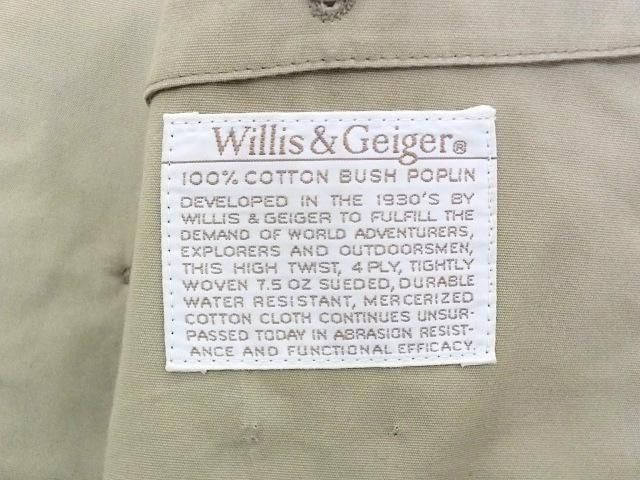 Willis & Geiger®
100% COTTON BUSH POPLIN
DEVELOPED IN THE 1930'S BY
WILLIS & GEIGER TO FULFILL THE
DEMAND OF WORLD ADVENTURERS,
EXPLORERS AND OUTDOORSMEN,
THIS HIGH TWIST, 4 PLY, TIGHTLY
WOVEN 7.5 OZ SUEDED, DURABLE
WATER RESISTANT, MERCERIZED
COTTON CLOTH CONTINUES UNSUR-
PASSED TODAY IN ABRASION RESIST-
ANCE AND FUNCTIONAL EFFICACY.